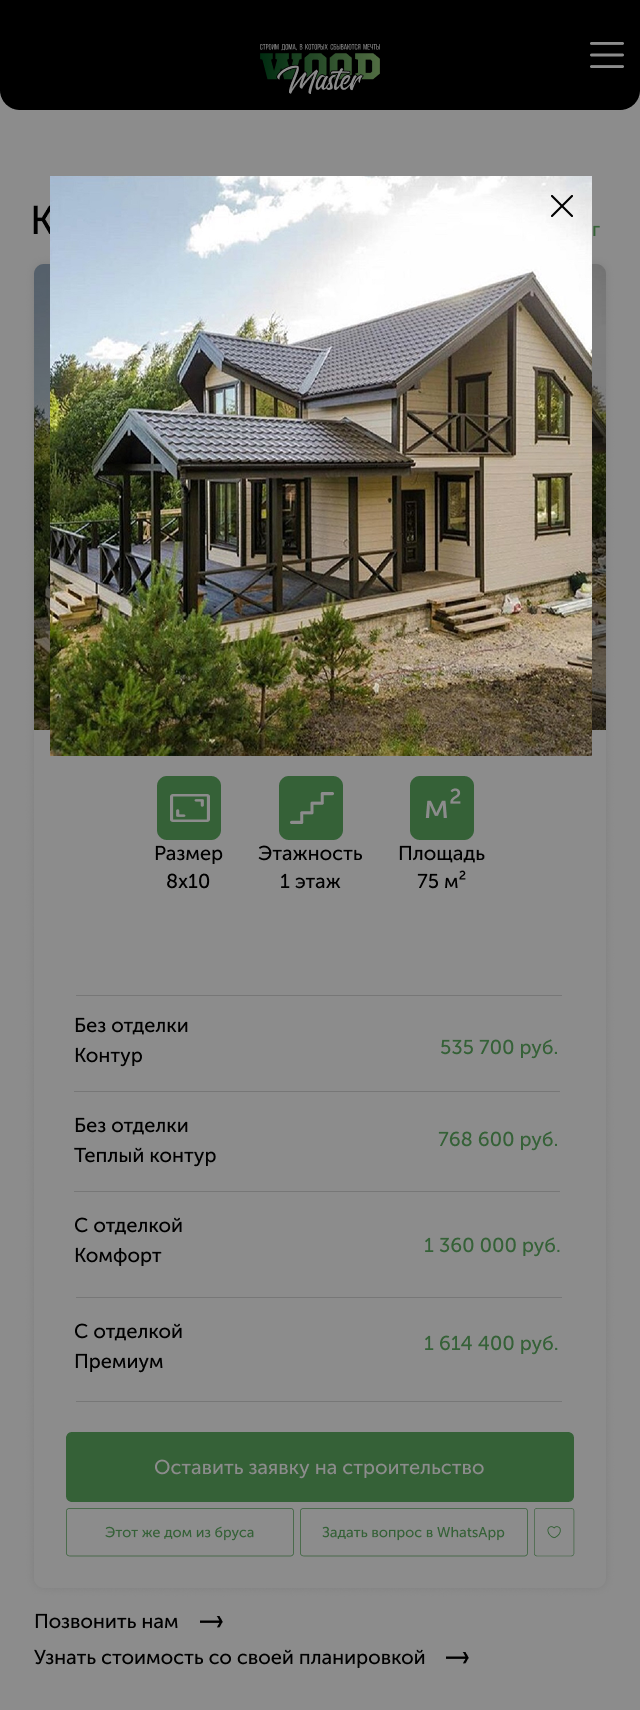 СТРОИМ ДОМА, В КОТОРЫХ СБЫВАЮТСЯ МЕЧТЫ
WOOD
Master
Размер
8x10
Этажность
1 этаж
м²
Площадь
75 м²
Без отделки
Контур
535 700 руб.
Без отделки
Теплый контур
768 600 руб.
С отделкой
Комфорт
1 360 000 руб.
С отделкой
Премиум
1 614 400 руб.
Оставить заявку на строительство
Этот же дом из бруса
Задать вопрос в WhatsApp
Позвонить нам
Узнать стоимость со своей планировкой